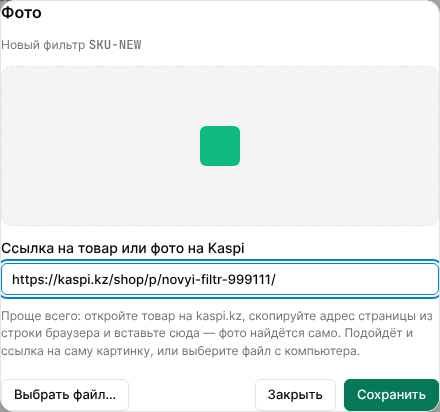 Фото
Новый фильтр SKU-NEW
Ссылка на товар или фото на Kaspi
https://kaspi.kz/shop/p/novyi-filtr-999111/
Проще всего: откройте товар на kaspi.kz, скопируйте адрес страницы из
строки браузера и вставьте сюда — фото найдётся само. Подойдёт и
ссылка на саму картинку, или выберите файл с компьютера.
Выбрать файл... Закрыть Сохранить